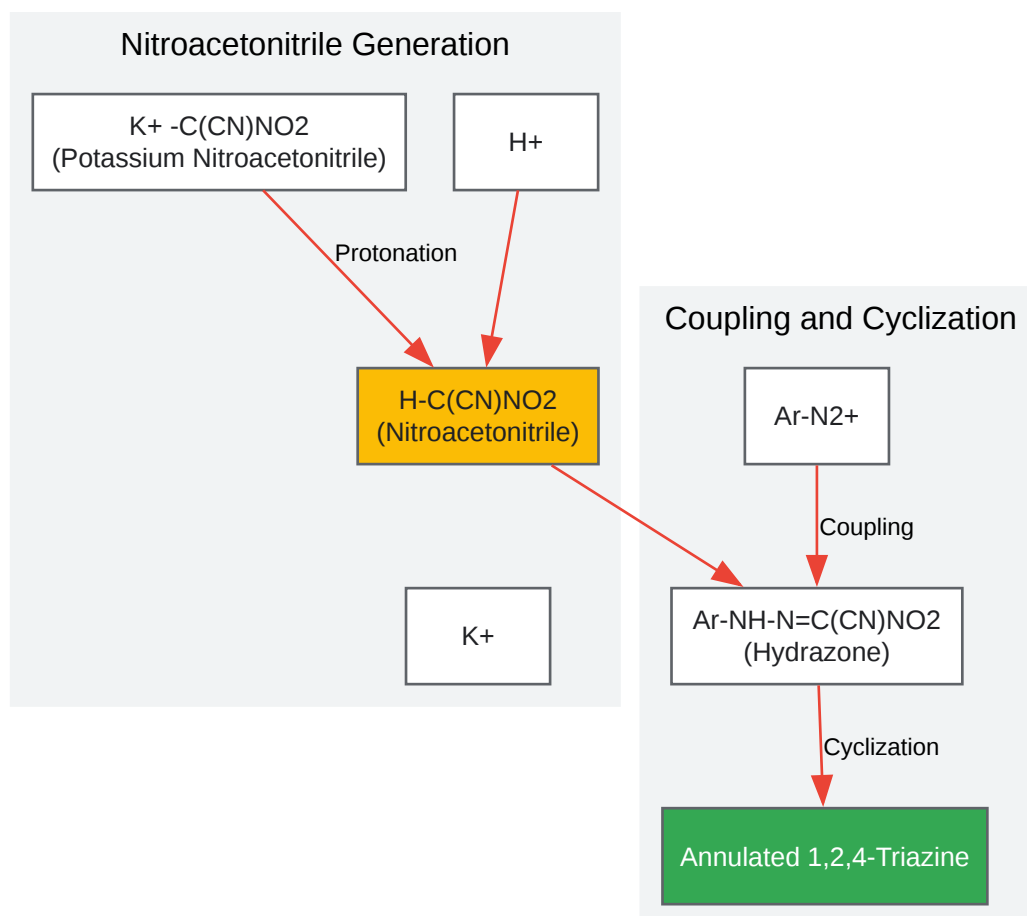 Nitroacetonitrile Generation
K+ -C(CN)NO2
(Potassium Nitroacetonitrile)
H+
Protonation
H-C(CN)NO2
(Nitroacetonitrile)
K+
Coupling and Cyclization
Ar-N2+
Coupling
Ar-NH-N=C(CN)NO2
(Hydrazone)
Cyclization
Annulated 1,2,4-Triazine